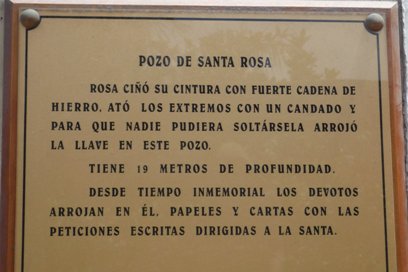 POZO DE SANTA ROSA
ROSA CIÑÓ SU CINTURA CON FUERTE CADENA DE
HIERRO, ATÓ LOS EXTREMOS CON UN CANDADO Y
PARA QUE NADIE PUDIERA SOLTÁRSELA ARROJÓ
LA LLAVE EN ESTE POZO.
TIENE 19 METROS DE PROFUNDIDAD.
DESDE TIEMPO INMEMORIAL LOS DEVOTOS
ARROJAN EN ÉL, PAPELES Y CARTAS CON LAS
PETICIONES ESCRITAS DIRIGIDAS A LA SANTA.